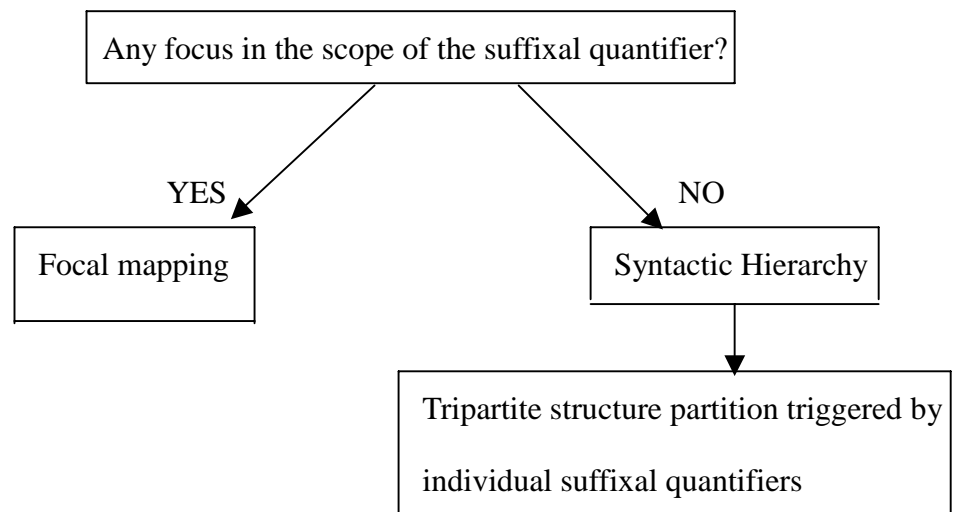 Any focus in the scope of the suffixal quantifier?
YES
NO
Focal mapping
Syntactic Hierarchy
Tripartite structure partition triggered by
individual suffixal quantifiers